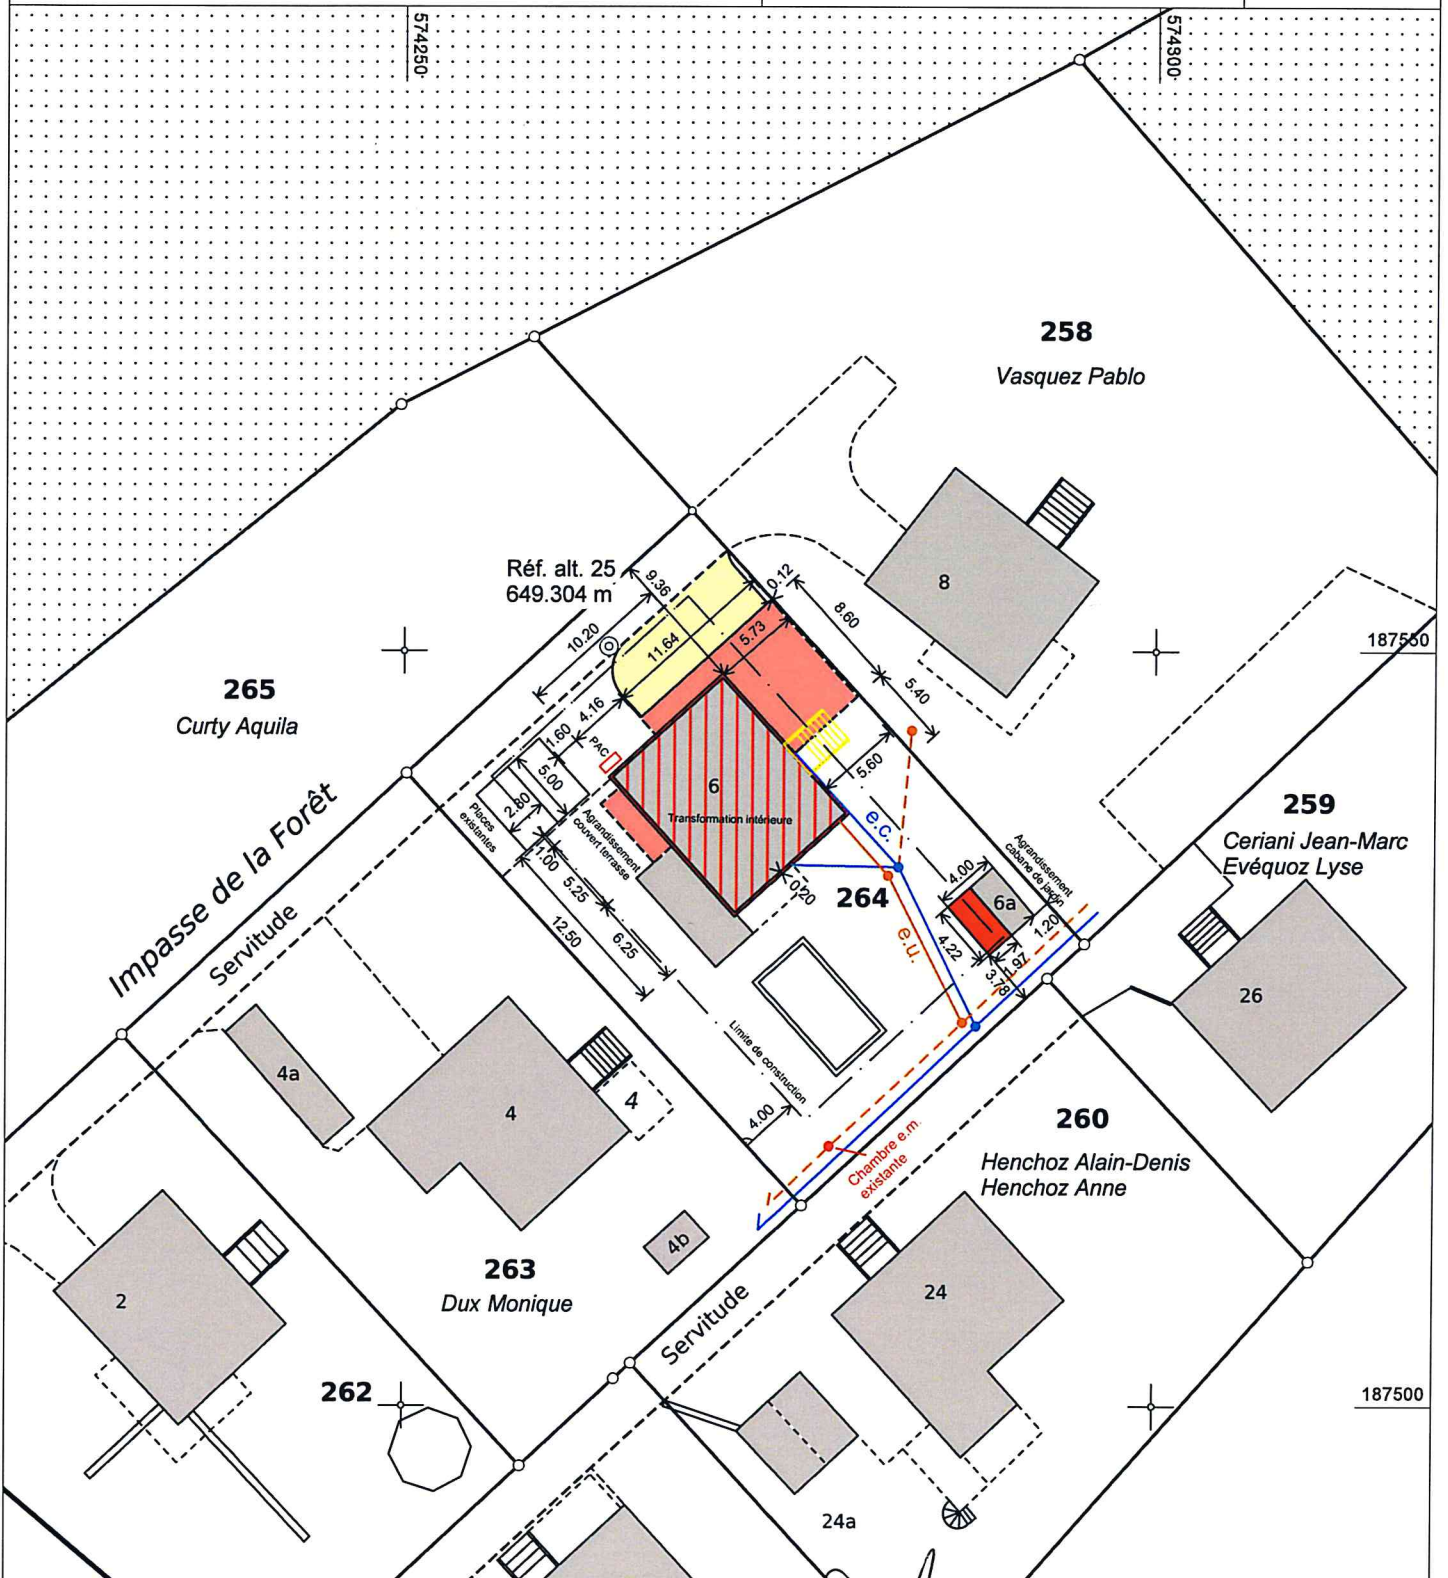 574250
574300
258
Vasquez Pablo
Réf. alt. 25
649.304 m
9.36
0.12
8.60
8
187550
10.20
11.64
5.73
265
Curty Aquila
5.40
4.16
1.60
PAC
5.00
2.80
Places
existantes
6
Transformation intérieure
5.60
e.c.
Agrandissement
couvert terrasse
Agrandissement
cabane de jardin
259
Ceriani Jean-Marc
Evéquoz Lyse
Impasse de la Forêt
Servitude
1.00
5.25
12.50
6.25
0.20
264
4.00
6a
1.20
e.u.
4.22
1.97
3.78
26
Limite de construction
4a
4
4
4.00
Chambre e.m.
existante
260
Henchoz Alain-Denis
Henchoz Anne
4b
263
Dux Monique
2
24
Servitude
262
187500
24a